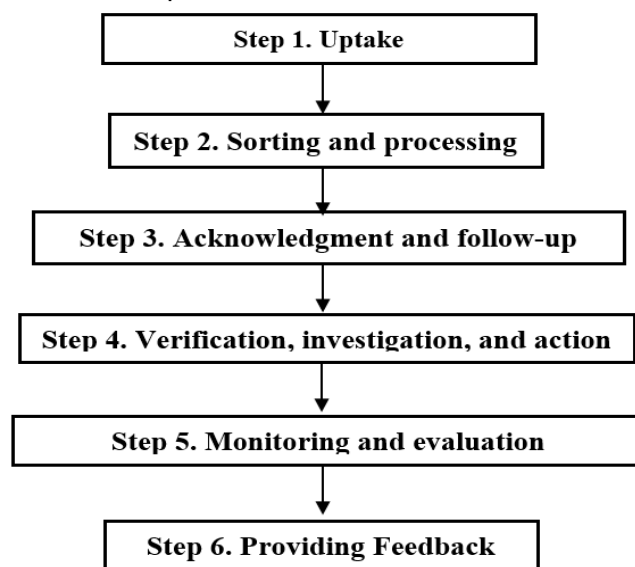 Step 1. Uptake
Step 2. Sorting and processing
Step 3. Acknowledgment and follow-up
Step 4. Verification, investigation, and action
Step 5. Monitoring and evaluation
Step 6. Providing Feedback